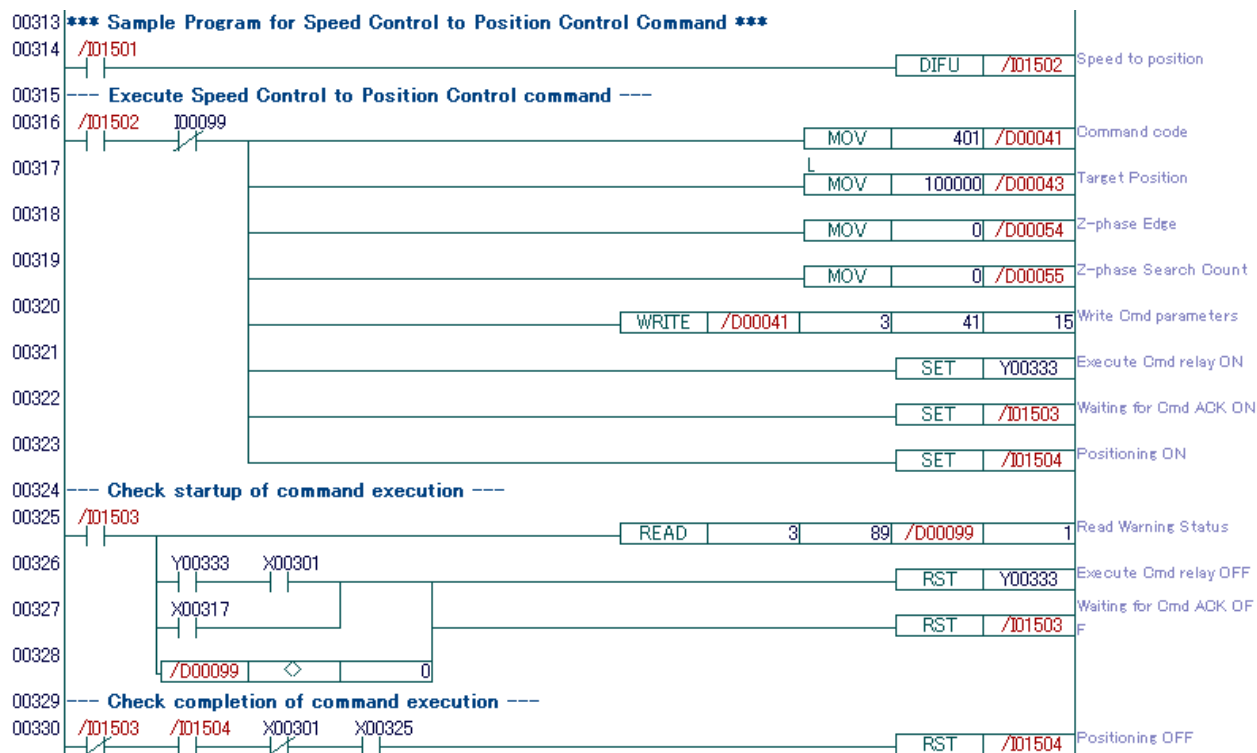 00313 *** Sample Program for Speed Control to Position Control Command ***
00314 /I01501 DIFU /I01502 Speed to position
00315 --- Execute Speed Control to Position Control command ---
00316 /I01502 I00099 MOV 401 /D00041 Command code
00317 L MOV 100000 /D00043 Target Position
00318 MOV 0 /D00054 Z-phase Edge
00319 MOV 0 /D00055 Z-phase Search Count
00320 WRITE /D00041 3 41 15 Write Cmd parameters
00321 SET Y00333 Execute Cmd relay ON
00322 SET /I01503 Waiting for Cmd ACK ON
00323 SET /I01504 Positioning ON
00324 --- Check startup of command execution ---
00325 /I01503 READ 3 89 /D00099 1 Read Warning Status
00326 Y00333 X00301 RST Y00333 Execute Cmd relay OFF
00327 X00317 RST /I01503 Waiting for Cmd ACK OF
F
00328 /D00099 <> 0
00329 --- Check completion of command execution ---
00330 /I01503 /I01504 X00301 X00325 RST /I01504 Positioning OFF